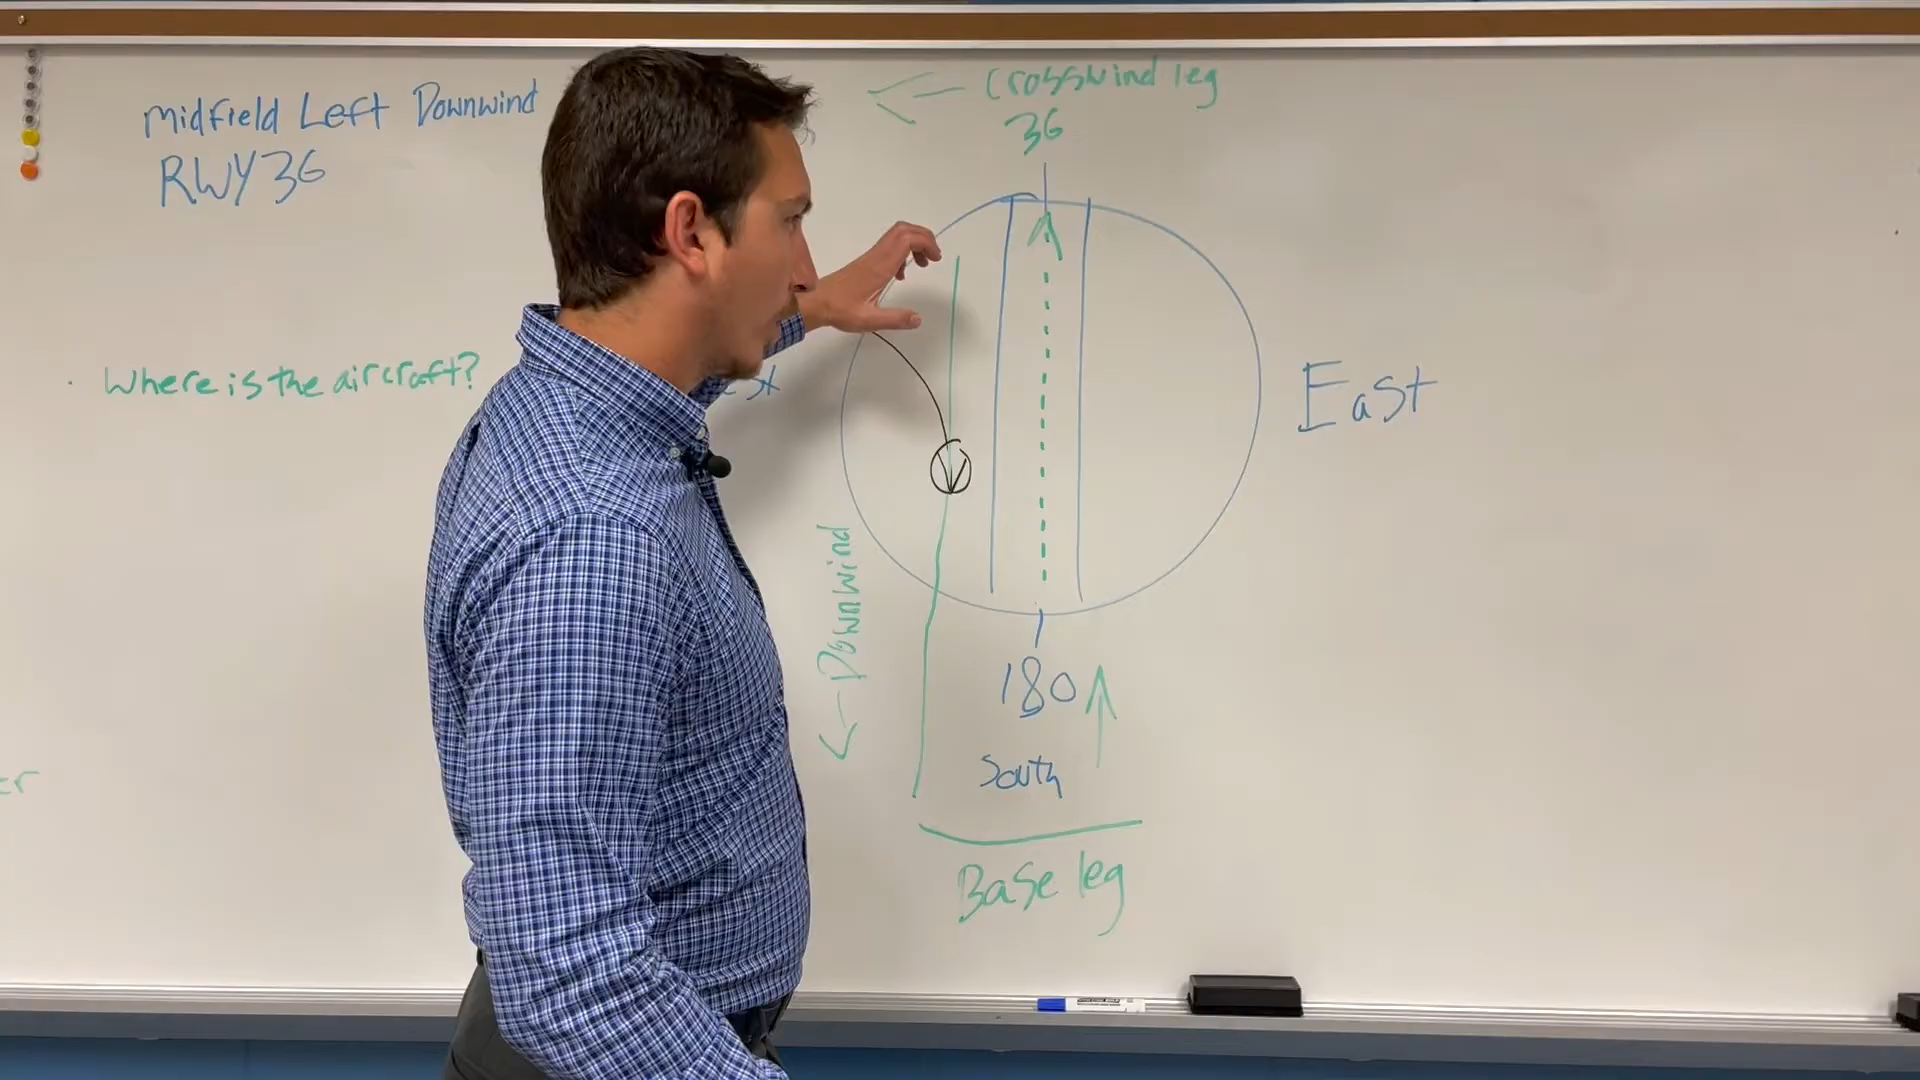 Midfield Left Downwind
RWY 36
← Crosswind leg
36
Where is the aircraft?
East
← Downwind
180
South
Base leg